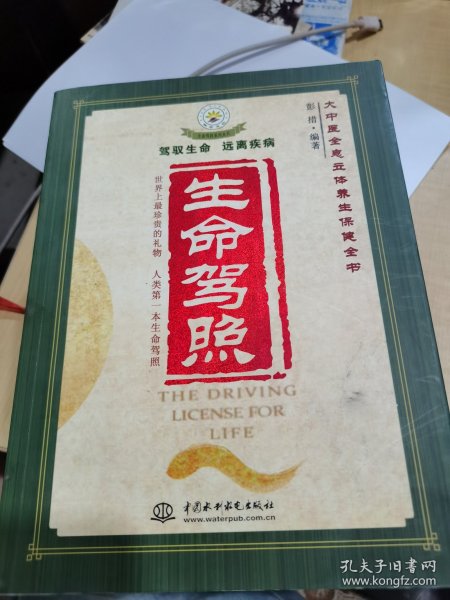 驾驭生命 远离疾病
大中医全息立体养生保健全书
彭措·编著
生命驾照
世界上最珍贵的礼物 人类第一本生命驾照
THE DRIVING
LICENSE FOR
LIFE
中国水利水电出版社
www.waterpub.com.cn
孔夫子旧书网
www.kongfz.com